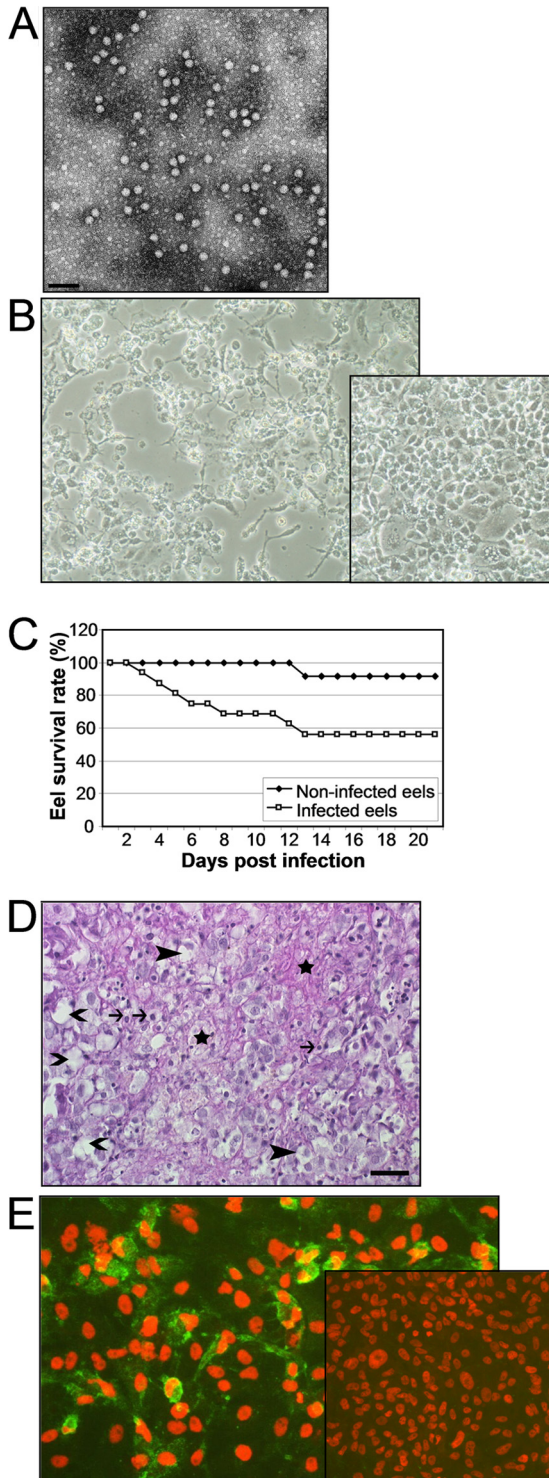 A
B
C
120
100
80
60
40
20
0
Eel survival rate (%)
Non-infected eels
Infected eels
2 4 6 8 10 12 14 16 18 20
Days post infection
D
E